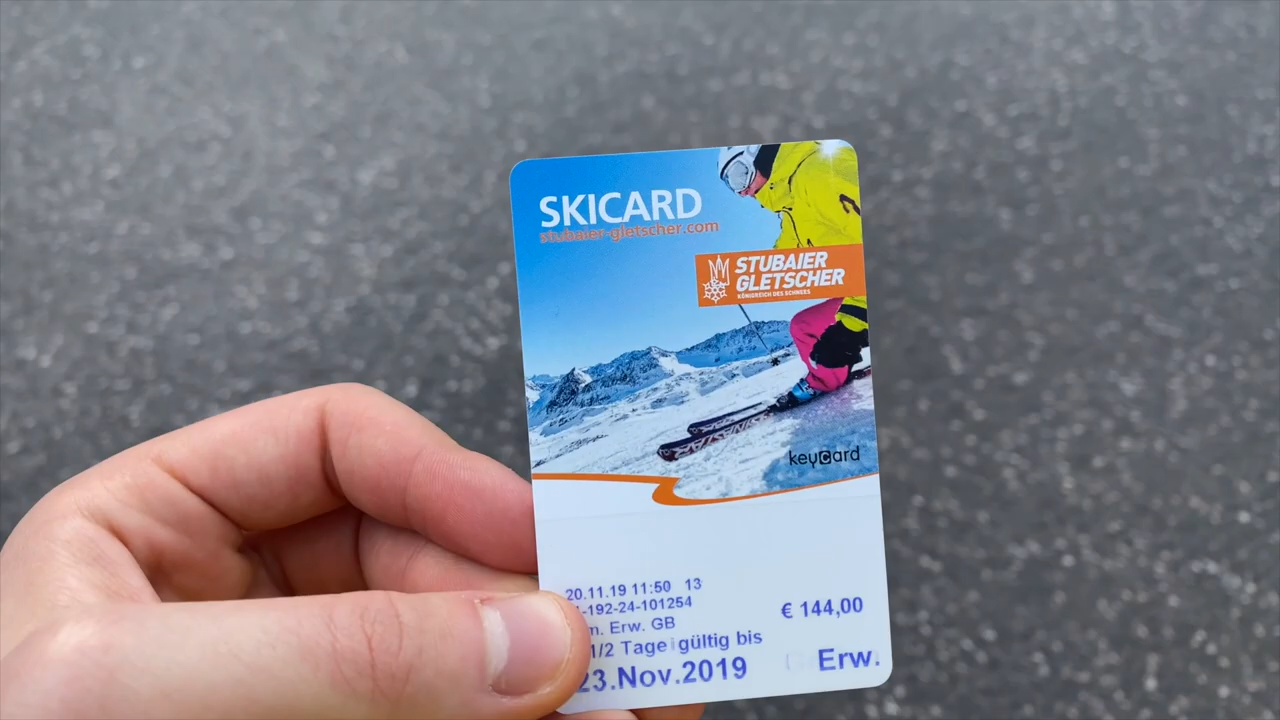 SKICARD
stubaier-gletscher.com
STUBAIER
GLETSCHER
KÖNIGREICH DES SCHNEES
keycard
20.11.19 11:50 13
-192-24-101254
€ 144,00
m. Erw. GB
1/2 Tage gültig bis
23.Nov.2019
Erw.